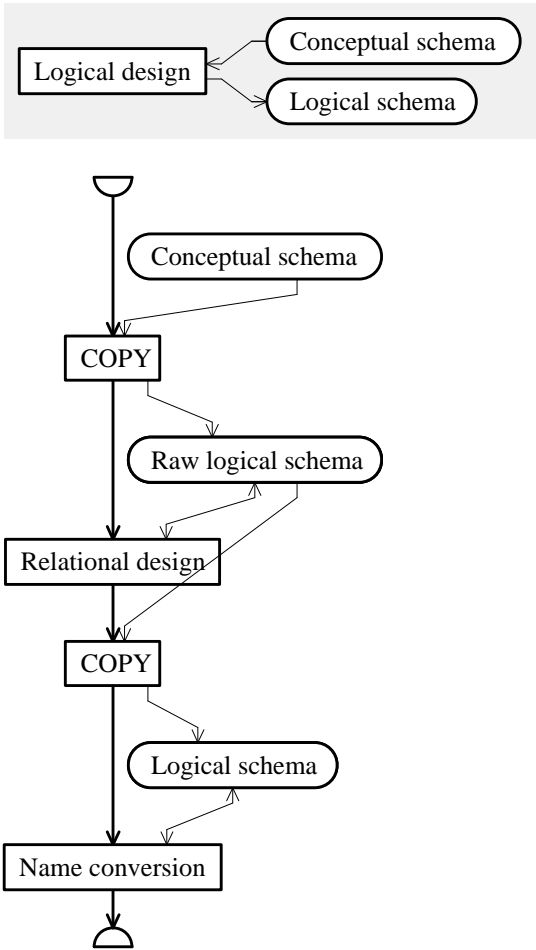 Conceptual schema
Logical design
Logical schema
Conceptual schema
COPY
Raw logical schema
Relational design
COPY
Logical schema
Name conversion